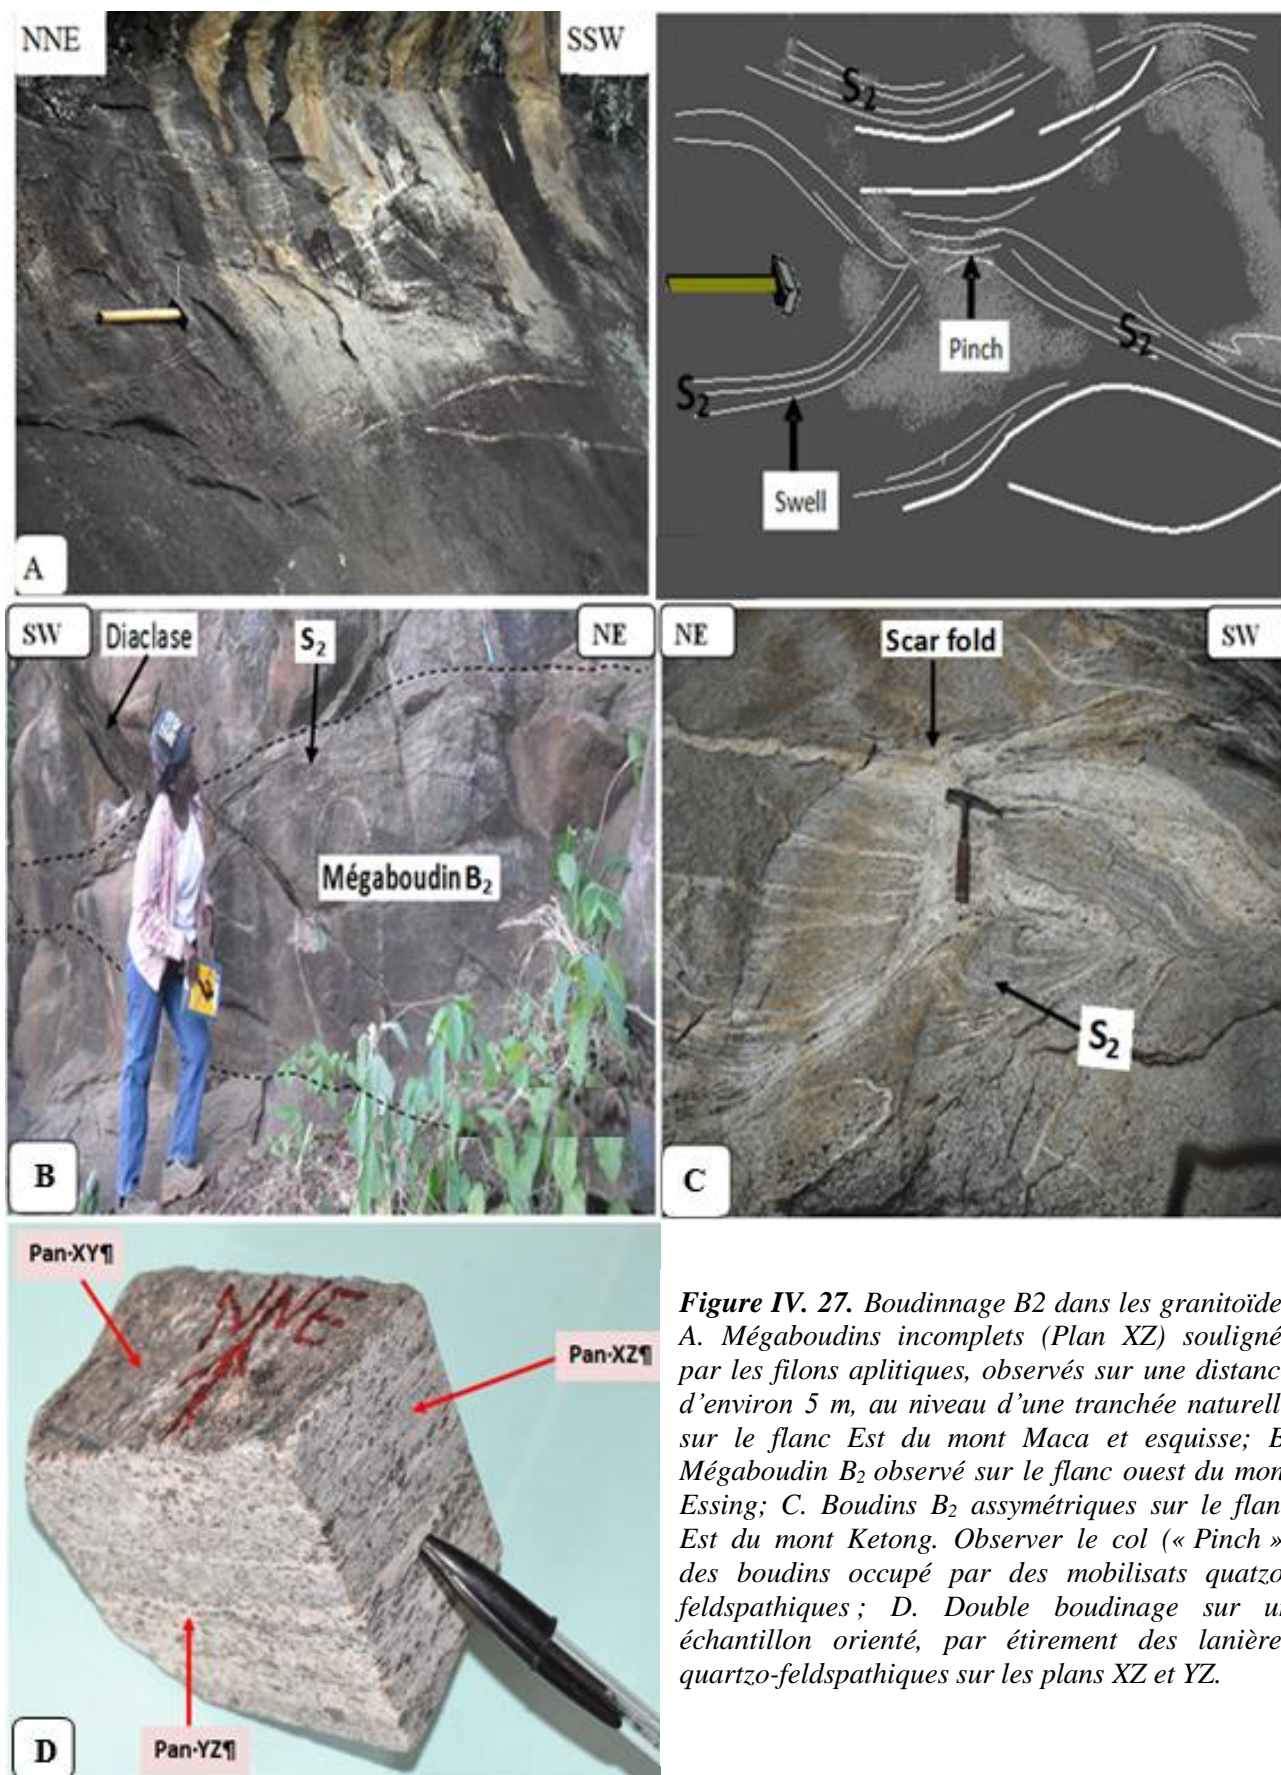 NNE
SSW
S2
Pinch
S2
S2
Swell
A
SW
Diaclase
S2
NE
Mégaboudin B2
B
NE
Scar fold
SW
S2
C
Pan·XY¶
NNE
Pan·XZ¶
Pan·YZ¶
D
Figure IV. 27. Boudinnage B2 dans les granitoïde
A. Mégaboudins incomplets (Plan XZ) souligné
par les filons aplitiques, observés sur une distanc
d’environ 5 m, au niveau d’une tranchée naturell
sur le flanc Est du mont Maca et esquisse; B
Mégaboudin B2 observé sur le flanc ouest du mon
Essing; C. Boudins B2 assymétriques sur le flan
Est du mont Ketong. Observer le col (« Pinch »
des boudins occupé par des mobilisats quatzo
feldspathiques ; D. Double boudinage sur u
échantillon orienté, par étirement des lanière
quartzo-feldspathiques sur les plans XZ et YZ.